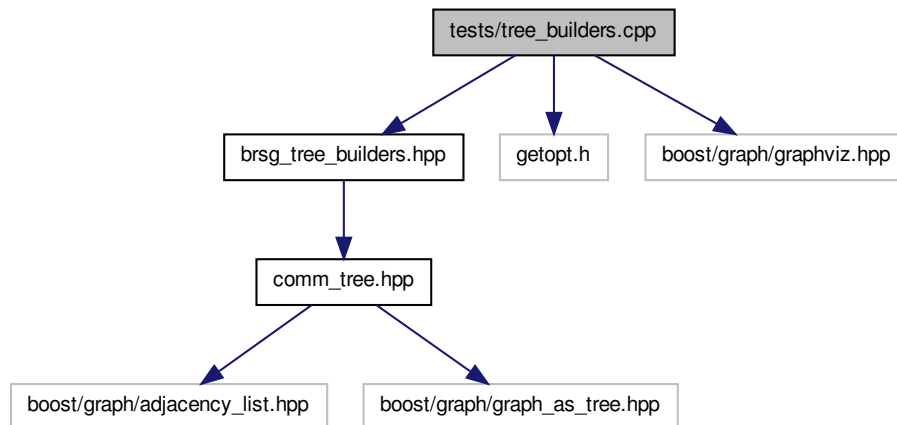 tests/tree_builders.cpp
brsg_tree_builders.hpp
getopt.h
boost/graph/graphviz.hpp
comm_tree.hpp
boost/graph/adjacency_list.hpp
boost/graph/graph_as_tree.hpp